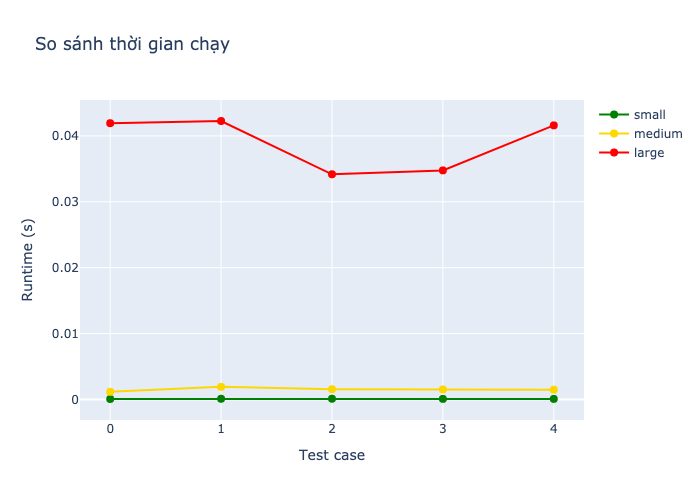 So sánh thời gian chạy
small
medium
large
Runtime (s)
0.04
0.03
0.02
0.01
0
0 1 2 3 4
Test case